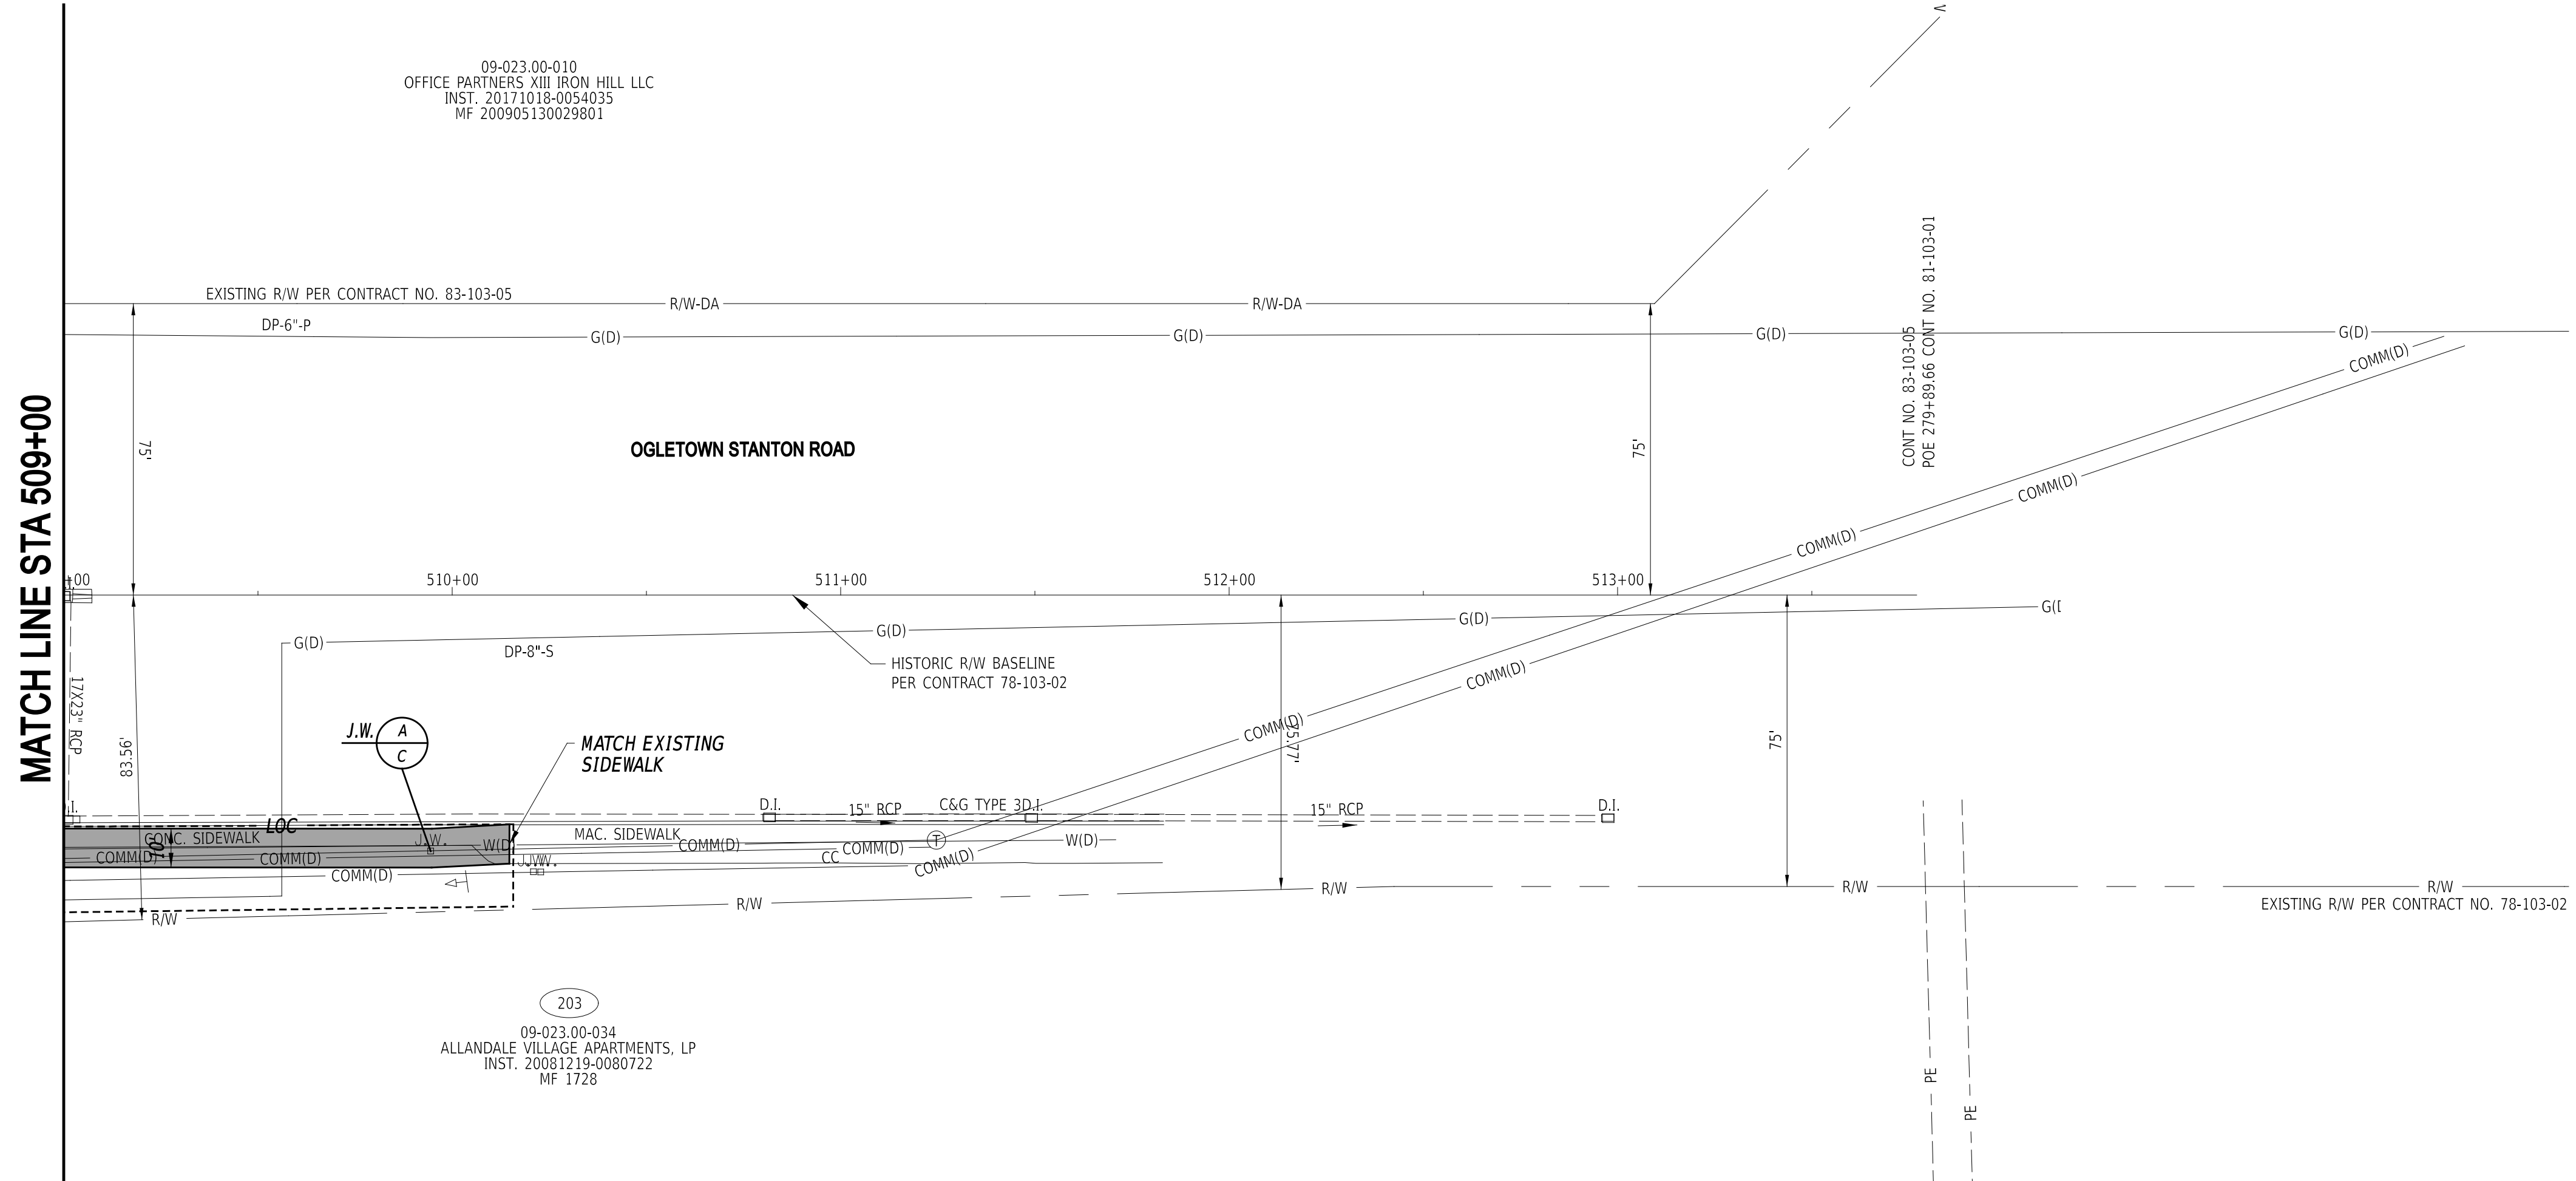 09-023.00-010
OFFICE PARTNERS XIII IRON HILL LLC
INST. 20171018-0054035
MF 200905130029801
EXISTING R/W PER CONTRACT NO. 83-103-05
R/W-DA
R/W-DA
DP-6"-P
G(D)
G(D)
G(D)
G(D)
COMM(D)
CONT NO. 83-103-05
POE 279+89.66 CONT NO. 81-103-01
MATCH LINE STA 509+00
75'
OGLETOWN STANTON ROAD
75'
COMM(D)
COMM(D)
+00
510+00
511+00
512+00
513+00
G(D)
G(D)
G(D)
DP-8"-S
HISTORIC R/W BASELINE
PER CONTRACT 78-103-02
COMM(D)
COMM(D)
17X23" RCP
83.56'
J.W.
A
C
MATCH EXISTING
SIDEWALK
75.77'
75'
D.I.
15" RCP
C&G TYPE 3
D.I.
15" RCP
D.I.
LOC
CONC. SIDEWALK
10'
J.W.
W(D)
MAC. SIDEWALK
COMM(D)
COMM(D)
T
W(D)
COMM(D)
COMM(D)
CC
COMM(D)
COMM(D)
R/W
R/W
R/W
R/W
R/W
EXISTING R/W PER CONTRACT NO. 78-103-02
203
09-023.00-034
ALLANDALE VILLAGE APARTMENTS, LP
INST. 20081219-0080722
MF 1728
PE
PE